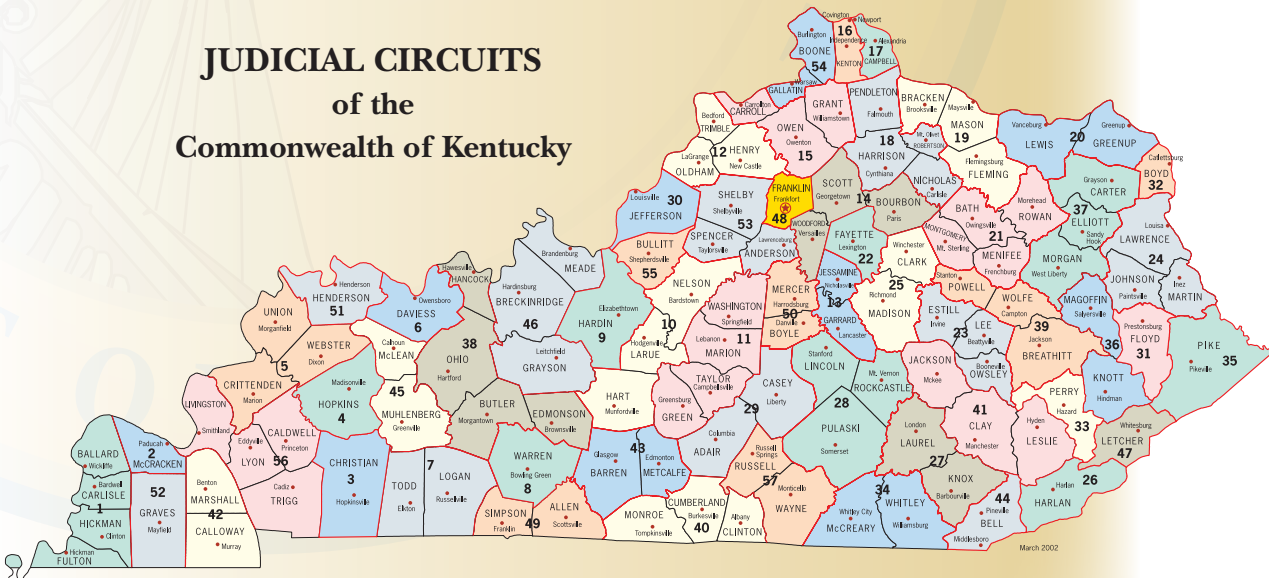 JUDICIAL CIRCUITS
of the
Commonwealth of Kentucky
Covington
Newport
Burlington
16
Independence
Alexandria
17
BOONE
KENTON
CAMPBELL
54
Warsaw
GALLATIN
PENDLETON
Falmouth
BRACKEN
Brooksville
Maysville
MASON
19
Carrollton
CARROLL
GRANT
Williamstown
Bedford
TRIMBLE
OWEN
Owenton
15
Mt. Olivet
ROBERTSON
Vanceburg
LEWIS
20
Greenup
GREENUP
12
HENRY
New Castle
LaGrange
OLDHAM
18
HARRISON
Cynthiana
Flemingsburg
FLEMING
Catlettsburg
BOYD
32
Grayson
CARTER
FRANKLIN
Frankfort
48
SCOTT
Georgetown
14
BOURBON
Paris
NICHOLAS
Carlisle
Louisville
30
JEFFERSON
SHELBY
Shelbyville
53
BATH
Owingsville
21
Morehead
ROWAN
37
ELLIOTT
Sandy
Hook
Louisa
LAWRENCE
24
WOODFORD
Versailles
FAYETTE
Lexington
22
MONTGOMERY
Mt. Sterling
MENIFEE
Frenchburg
MORGAN
West Liberty
BULLITT
Shepherdsville
55
SPENCER
Taylorsville
Lawrenceburg
ANDERSON
Winchester
CLARK
25
Stanton
POWELL
JOHNSON
Paintsville
Inez
MARTIN
Brandenburg
MEADE
Hawesville
HANCOCK
Hardinsburg
BRECKINRIDGE
46
JESSAMINE
Nicholasville
13
NELSON
Bardstown
MERCER
Harrodsburg
50
Danville
BOYLE
GARRARD
Lancaster
Richmond
MADISON
ESTILL
Irvine
23
LEE
Beattyville
WOLFE
Campton
39
Jackson
BREATHITT
MAGOFFIN
Salyersville
36
Prestonsburg
FLOYD
31
PIKE
Pikeville
35
Henderson
HENDERSON
51
Owensboro
DAVIESS
6
UNION
Morganfield
WEBSTER
Dixon
5
Calhoun
McLEAN
38
OHIO
Hartford
Elizabethtown
HARDIN
9
10
Hodgenville
LARUE
WASHINGTON
Springfield
Lebanon
11
MARION
Leitchfield
GRAYSON
Stanford
LINCOLN
Mt. Vernon
ROCKCASTLE
JACKSON
Mckee
Booneville
OWSLEY
KNOTT
Hindman
PERRY
Hazard
33
CRITTENDEN
Marion
Madisonville
HOPKINS
4
45
MUHLENBERG
Greenville
BUTLER
Morgantown
EDMONSON
Brownsville
HART
Munfordville
TAYLOR
Campbellsville
Greensburg
GREEN
CASEY
Liberty
29
28
PULASKI
Somerset
London
LAUREL
27
41
CLAY
Manchester
Hyden
LESLIE
Whitesburg
LETCHER
47
LIVINGSTON
Smithland
Eddyville
LYON
CALDWELL
Princeton
56
Paducah
2
McCRACKEN
BALLARD
Wickliffe
Bardwell
CARLISLE
1
HICKMAN
Clinton
Hickman
FULTON
52
GRAVES
Mayfield
Benton
MARSHALL
42
CALLOWAY
Murray
Cadiz
TRIGG
CHRISTIAN
3
Hopkinsville
TODD
Elkton
7
LOGAN
Russellville
WARREN
Bowling Green
8
SIMPSON
Franklin
49
ALLEN
Scottsville
Glasgow
BARREN
43
Edmonton
METCALFE
Columbia
ADAIR
Russell
Springs
RUSSELL
57
Monticello
WAYNE
MONROE
Tompkinsville
CUMBERLAND
Burkesville
40
Albany
CLINTON
34
Whitley City
McCREARY
WHITLEY
Williamsburg
KNOX
Barbourville
44
Pineville
BELL
Middlesboro
26
Harlan
HARLAN
March 2002